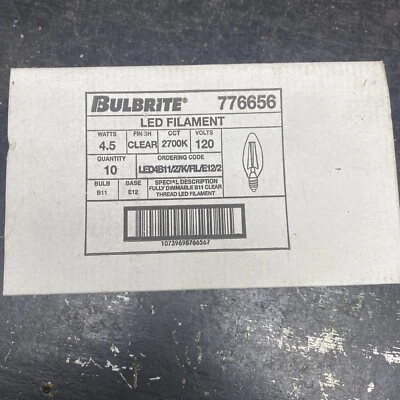 BULBRITE® 776656
LED FILAMENT
WATTS FINISH CCT VOLTS
4.5 CLEAR 2700K 120
QUANTITY ORDERING CODE
10 LED4B11/27K/FIL/E12/2
BULB BASE SPECIAL DESCRIPTION
B11 E12 FULLY DIMMABLE B11 CLEAR
THREAD LED FILAMENT
10739698766567